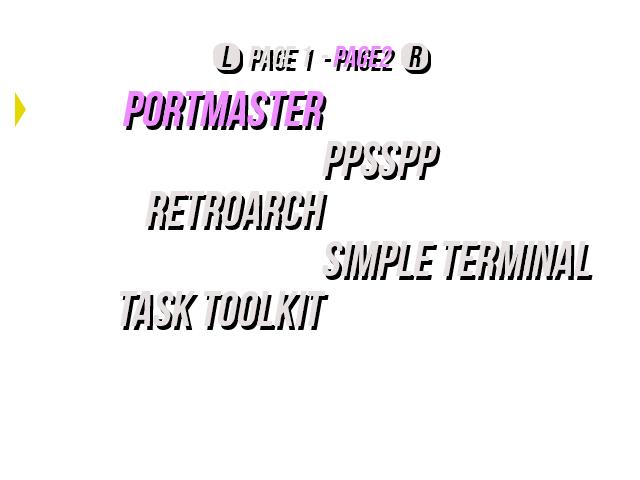 L PAGE 1 - PAGE2 R
PORTMASTER
PPSSPP
RETROARCH
SIMPLE TERMINAL
TASK TOOLKIT